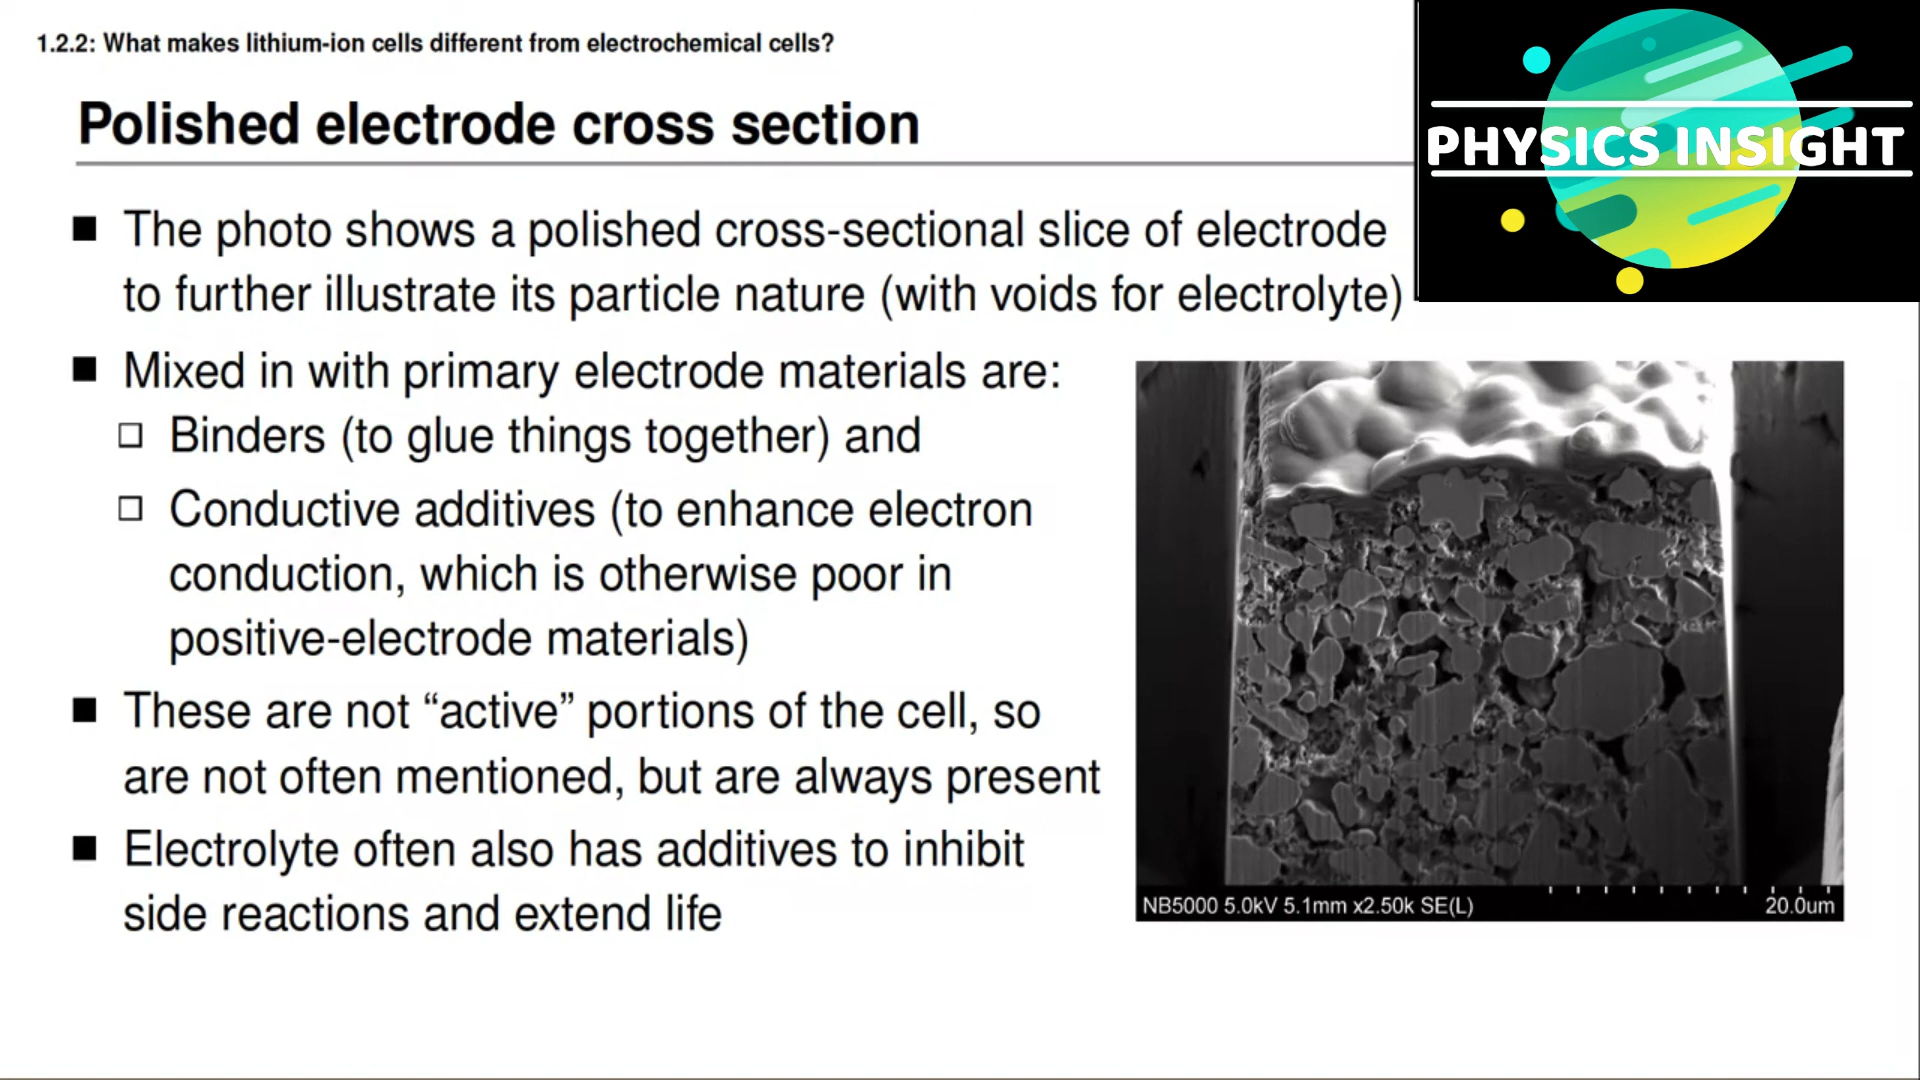 1.2.2: What makes lithium-ion cells different from electrochemical cells?
PHYSICS INSIGHT
Polished electrode cross section
The photo shows a polished cross-sectional slice of electrode
to further illustrate its particle nature (with voids for electrolyte)
Mixed in with primary electrode materials are:
Binders (to glue things together) and
Conductive additives (to enhance electron
conduction, which is otherwise poor in
positive-electrode materials)
These are not “active” portions of the cell, so
are not often mentioned, but are always present
Electrolyte often also has additives to inhibit
side reactions and extend life
NB5000 5.0kV 5.1mm x2.50k SE(L) 20.0um